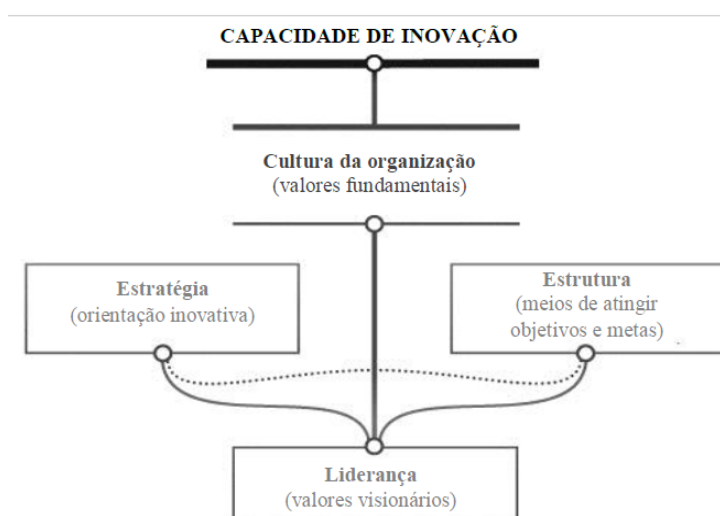 CAPACIDADE DE INOVAÇÃO
Cultura da organização
(valores fundamentais)
Estratégia
(orientação inovativa)
Estrutura
(meios de atingir
objetivos e metas)
Liderança
(valores visionários)